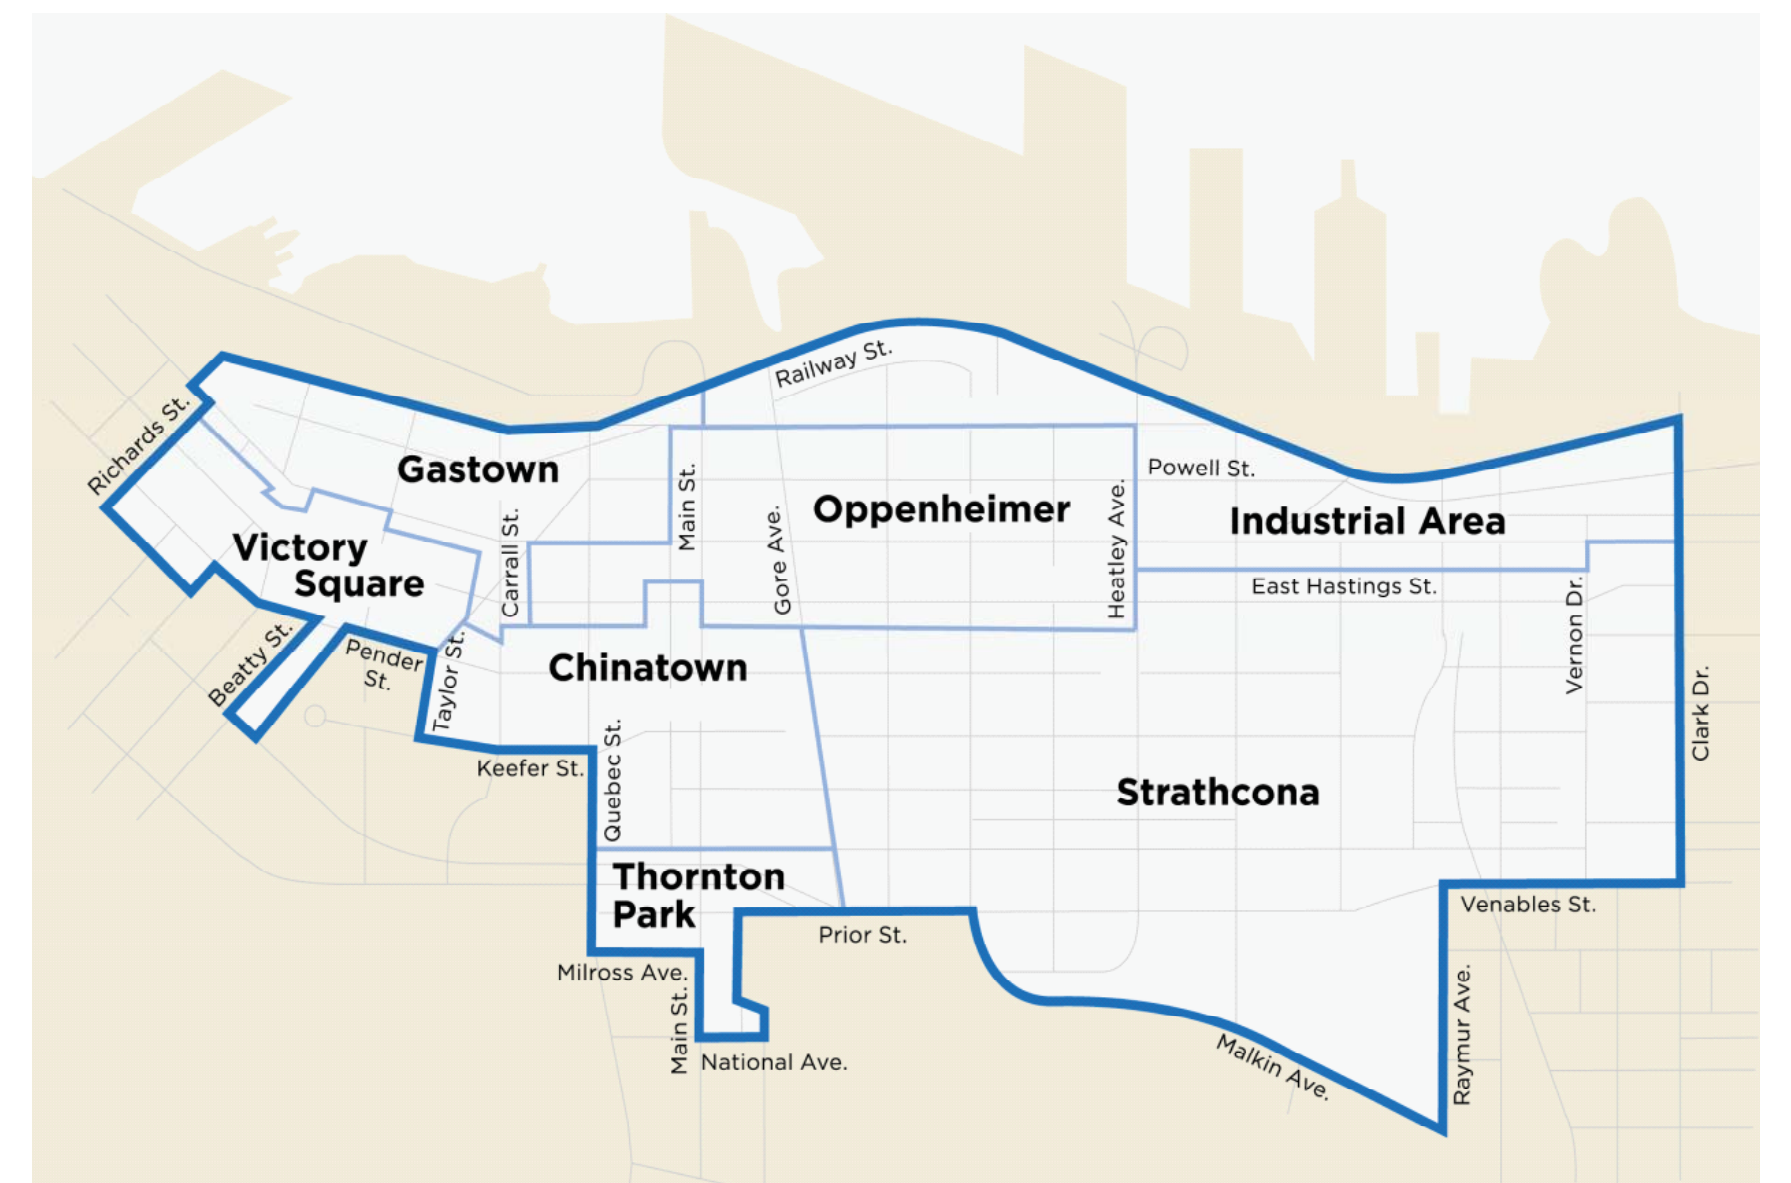 Railway St.
Richards St.
Gastown
Main St.
Powell St.
Oppenheimer
Heatley Ave.
Industrial Area
Carrall St.
Gore Ave.
Victory
Square
East Hastings St.
Vernon Dr.
Beatty St.
Pender
St.
Taylor St.
Chinatown
Clark Dr.
Keefer St.
Quebec St.
Strathcona
Thornton
Park
Venables St.
Prior St.
Milross Ave.
Main St.
National Ave.
Malkin Ave.
Raymur Ave.